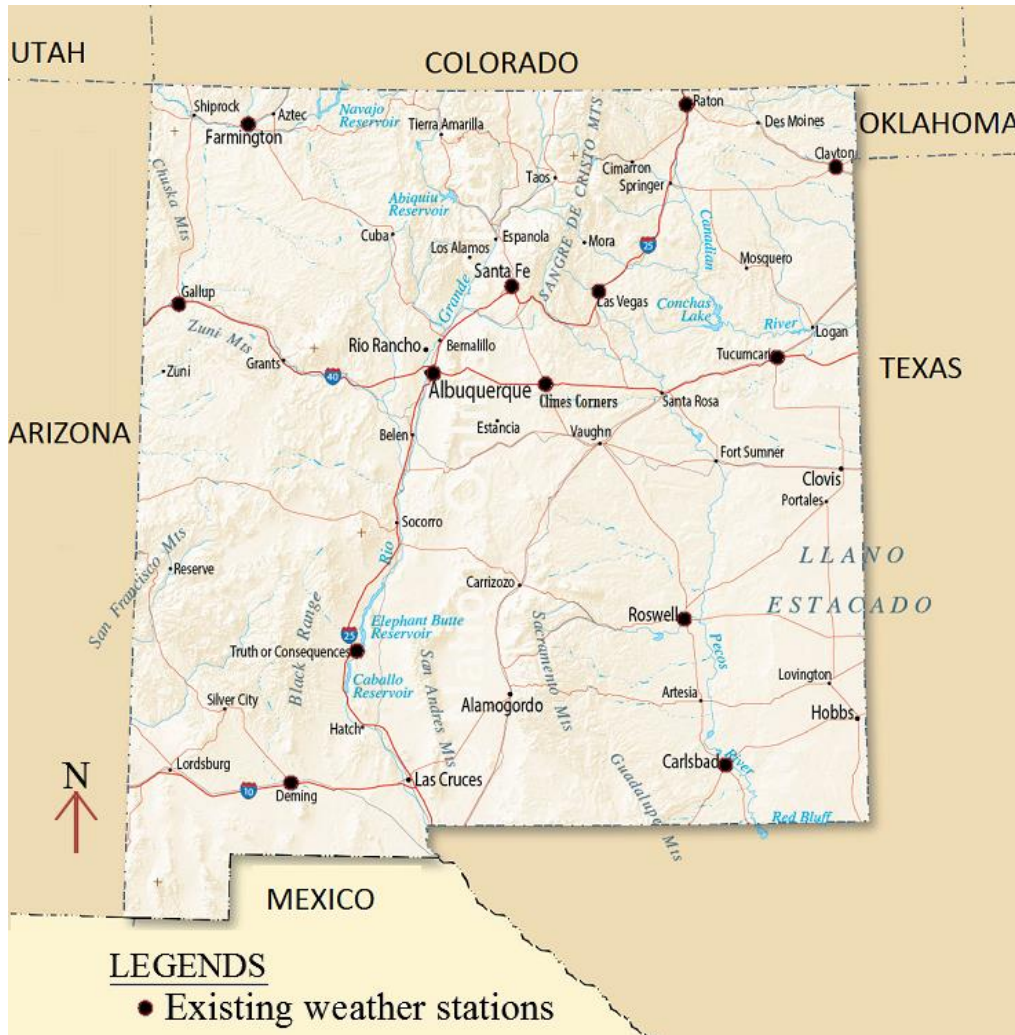 UTAH
COLORADO
OKLAHOMA
Shiprock
Aztec
Farmington
Navajo
Reservoir
Tierra Amarilla
Raton
Des Moines
Clayton
Chuska Mts
SANGRE DE CRISTO MTS
Cimarron
Springer
Taos
Abiquiu
Reservoir
Cuba
Espanola
Los Alamos
Mora
25
Canadian
Mosquero
Santa Fe
Las Vegas
Conchas
Lake
River
Logan
Gallup
Grande
Zuni Mts
Rio Rancho
Bernalillo
Tucumcari
TEXAS
Zuni
Grants
40
Albuquerque
Clines Corners
Santa Rosa
ARIZONA
Belen
Estancia
Vaughn
Fort Sumner
Clovis
Portales
Socorro
Rio
San Francisco Mts
Reserve
Carrizozo
LLANO
ESTACADO
Roswell
Black Range
25
Elephant Butte
Reservoir
Truth or Consequences
Caballo
Reservoir
San Andres Mts
Sacramento Mts
Pecos
Silver City
Alamogordo
Artesia
Lovington
Hobbs
Hatch
N
Lordsburg
10
Deming
Las Cruces
Guadalupe Mts
Carlsbad
River
Red Bluff
MEXICO
LEGENDS
Existing weather stations